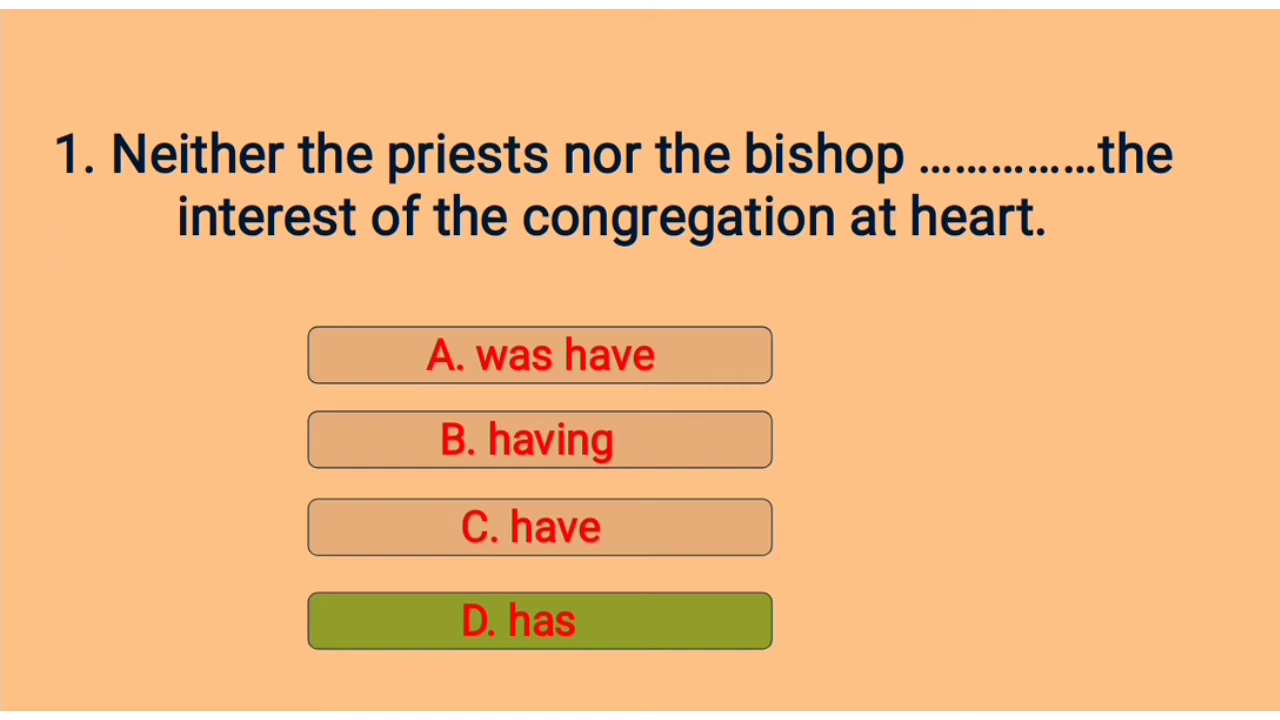 1. Neither the priests nor the bishop ……………the
interest of the congregation at heart.
A. was have
B. having
C. have
D. has